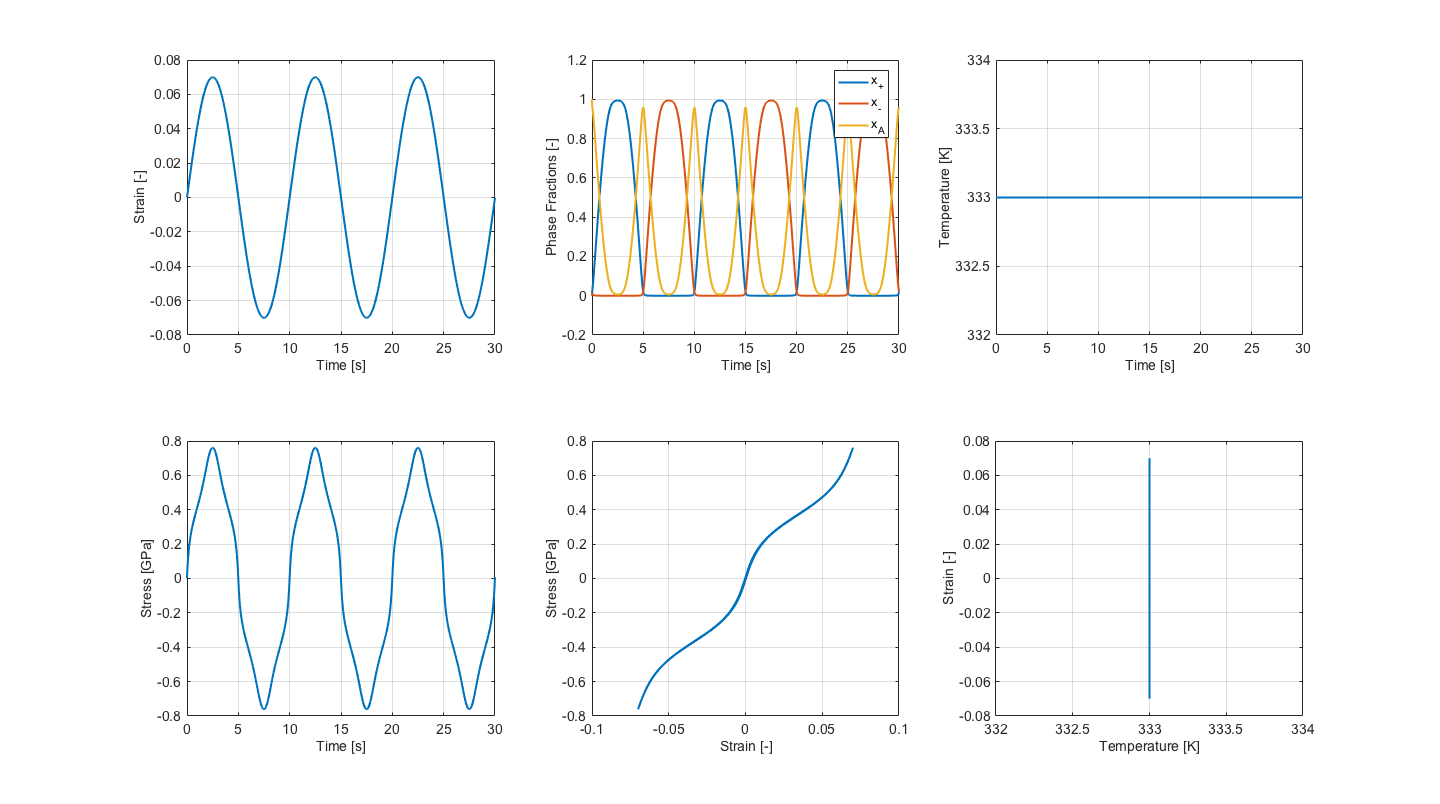 0.08
0.06
0.04
0.02
0
-0.02
-0.04
-0.06
-0.08
Strain [-]
0 5 10 15 20 25 30
Time [s]
1.2
1
0.8
0.6
0.4
0.2
0
-0.2
Phase Fractions [-]
0 5 10 15 20 25 30
Time [s]
x+
x-
xA
334
333.5
333
332.5
332
Temperature [K]
0 5 10 15 20 25 30
Time [s]
0.8
0.6
0.4
0.2
0
-0.2
-0.4
-0.6
-0.8
Stress [GPa]
0 5 10 15 20 25 30
Time [s]
0.8
0.6
0.4
0.2
0
-0.2
-0.4
-0.6
-0.8
Stress [GPa]
-0.1 -0.05 0 0.05 0.1
Strain [-]
0.08
0.06
0.04
0.02
0
-0.02
-0.04
-0.06
-0.08
Strain [-]
332 332.5 333 333.5 334
Temperature [K]